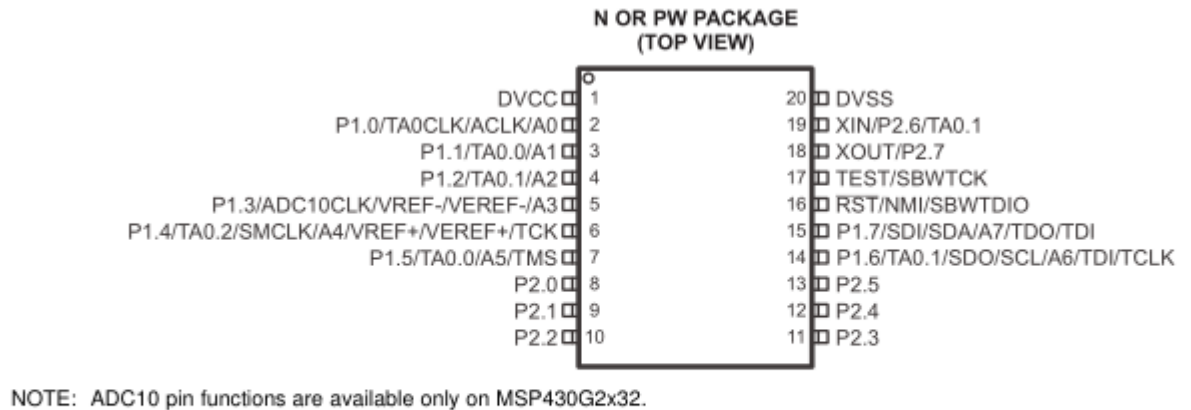 N OR PW PACKAGE
(TOP VIEW)
DVCC 1 20 DVSS
P1.0/TA0CLK/ACLK/A0 2 19 XIN/P2.6/TA0.1
P1.1/TA0.0/A1 3 18 XOUT/P2.7
P1.2/TA0.1/A2 4 17 TEST/SBWTCK
P1.3/ADC10CLK/VREF-/VEREF-/A3 5 16 RST/NMI/SBWTDIO
P1.4/TA0.2/SMCLK/A4/VREF+/VEREF+/TCK 6 15 P1.7/SDI/SDA/A7/TDO/TDI
P1.5/TA0.0/A5/TMS 7 14 P1.6/TA0.1/SDO/SCL/A6/TDI/TCLK
P2.0 8 13 P2.5
P2.1 9 12 P2.4
P2.2 10 11 P2.3
NOTE: ADC10 pin functions are available only on MSP430G2x32.